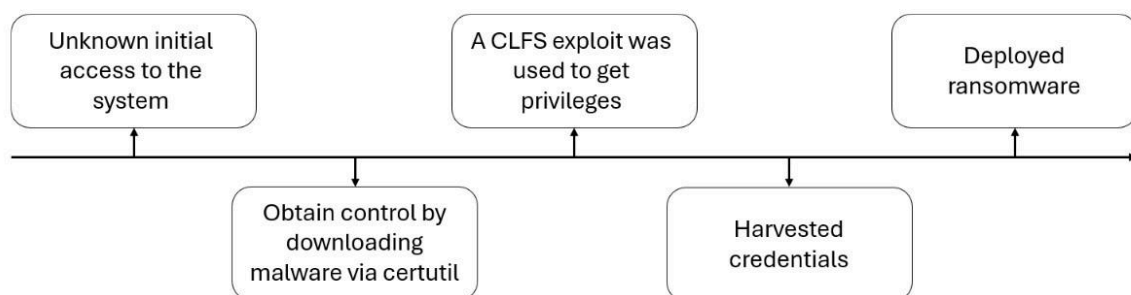 Unknown initial
access to the
system
Obtain control by
downloading
malware via certutil
A CLFS exploit was
used to get
privileges
Harvested
credentials
Deployed
ransomware